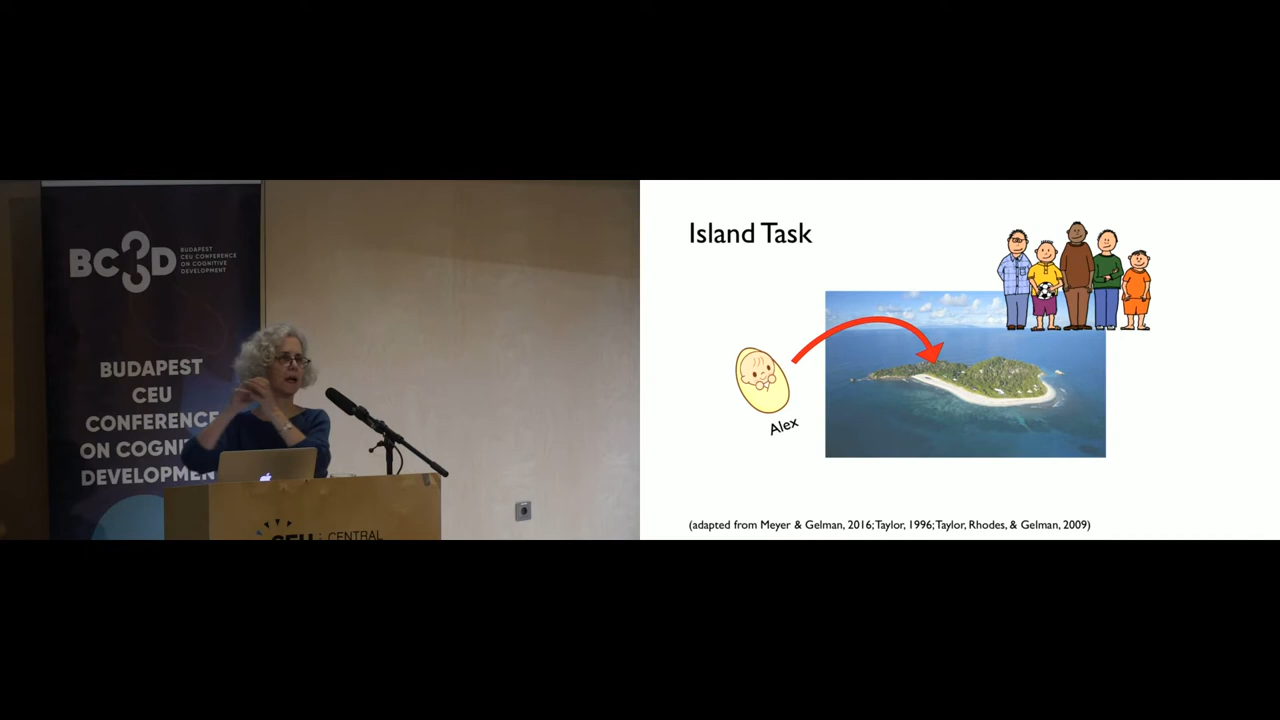 BC3D
BUDAPEST
CEU CONFERENCE
ON COGNITIVE
DEVELOPMENT
BUDAPEST
CEU
CONFERENCE
ON COGNI
DEVELOPMEN
CEU
CENTRAL
Island Task
Alex
(adapted from Meyer & Gelman, 2016; Taylor, 1996; Taylor, Rhodes, & Gelman, 2009)